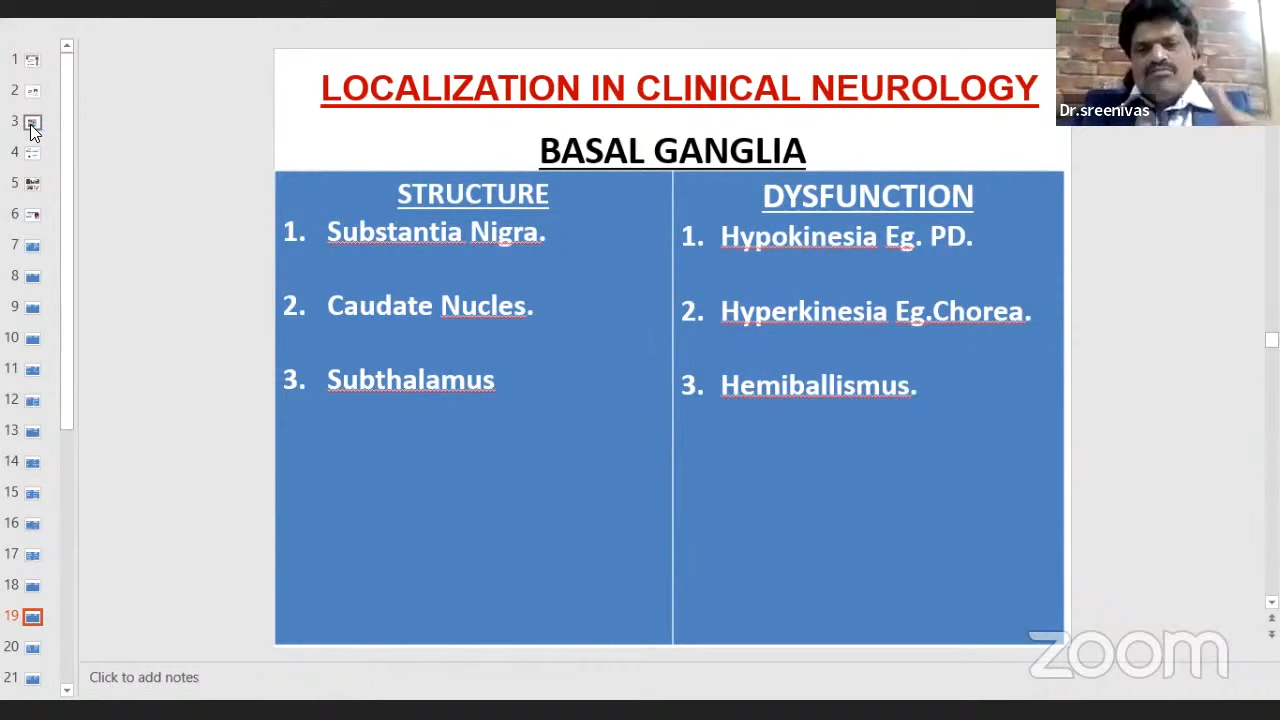 LOCALIZATION IN CLINICAL NEUROLOGY
BASAL GANGLIA
STRUCTURE
1. Substantia Nigra.
2. Caudate Nucles.
3. Subthalamus
DYSFUNCTION
1. Hypokinesia Eg. PD.
2. Hyperkinesia Eg.Chorea.
3. Hemiballismus.
Dr.sreenivas
1
2
3
4
5
6
7
8
9
10
11
12
13
14
15
16
17
18
19
20
21
Click to add notes
zoom